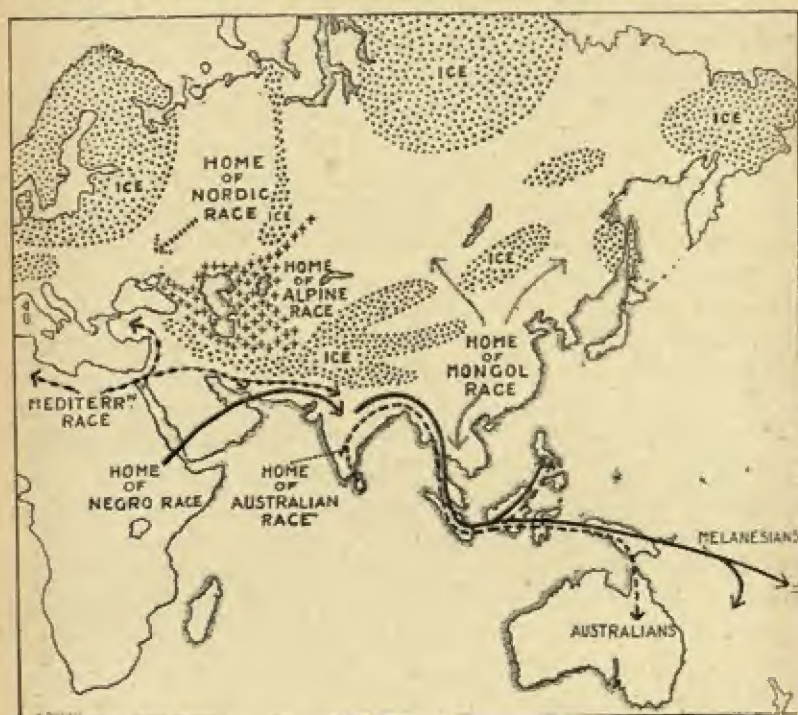 ICE
ICE
ICE
HOME
OF
NORDIC
RACE
ICE
HOME
OF
ALPINE
RACE
ICE
ICE
HOME
OF
MONGOL
RACE
MEDITERRN
RACE
HOME
OF
NEGRO RACE
HOME
OF
AUSTRALIAN
RACE
MELANESIANS
AUSTRALIANS